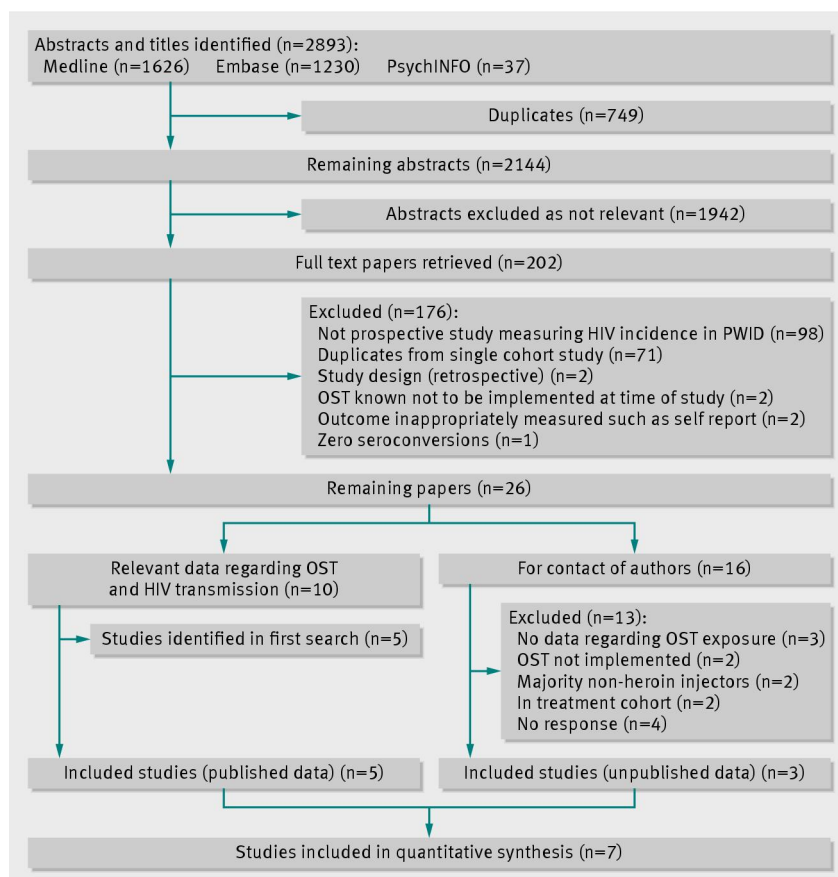 Abstracts and titles identified (n=2893):
Medline (n=1626) Embase (n=1230) PsychINFO (n=37)
Duplicates (n=749)
Remaining abstracts (n=2144)
Abstracts excluded as not relevant (n=1942)
Full text papers retrieved (n=202)
Excluded (n=176):
Not prospective study measuring HIV incidence in PWID (n=98)
Duplicates from single cohort study (n=71)
Study design (retrospective) (n=2)
OST known not to be implemented at time of study (n=2)
Outcome inappropriately measured such as self report (n=2)
Zero seroconversions (n=1)
Remaining papers (n=26)
Relevant data regarding OST
and HIV transmission (n=10)
For contact of authors (n=16)
Studies identified in first search (n=5)
Excluded (n=13):
No data regarding OST exposure (n=3)
OST not implemented (n=2)
Majority non-heroin injectors (n=2)
In treatment cohort (n=2)
No response (n=4)
Included studies (published data) (n=5)
Included studies (unpublished data) (n=3)
Studies included in quantitative synthesis (n=7)